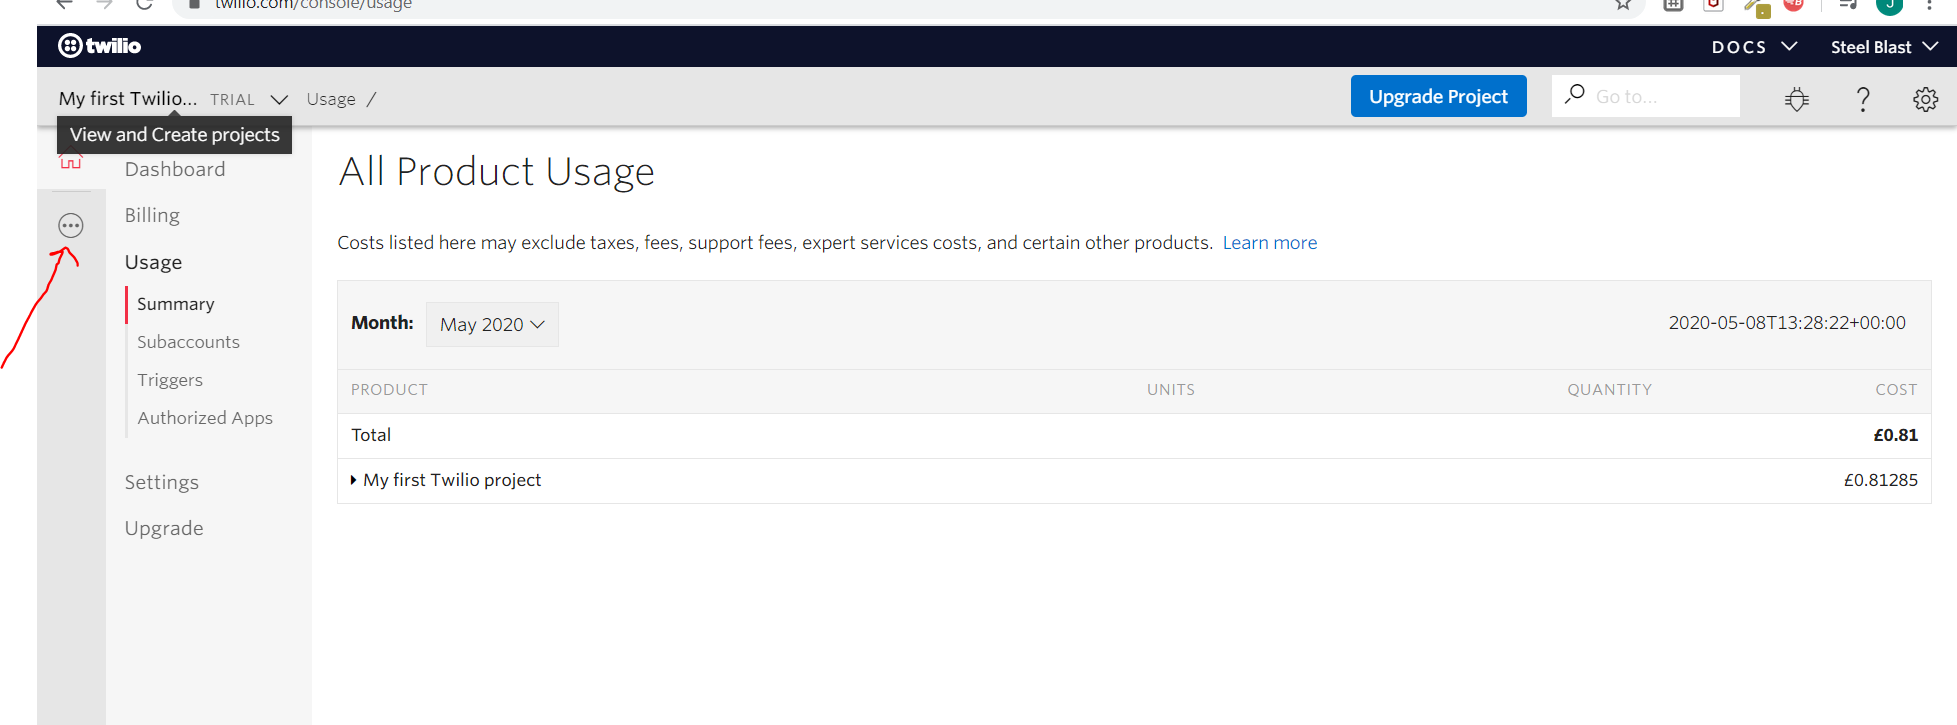 twilio.com/console/usage
twilio
DOCS
Steel Blast
My first Twilio... TRIAL
Usage /
Upgrade Project
Go to...
View and Create projects
Dashboard
Billing
Usage
Summary
Subaccounts
Triggers
Authorized Apps
Settings
Upgrade
All Product Usage
Costs listed here may exclude taxes, fees, support fees, expert services costs, and certain other products. Learn more
Month: May 2020
2020-05-08T13:28:22+00:00
PRODUCT UNITS QUANTITY COST
Total £0.81
My first Twilio project £0.81285